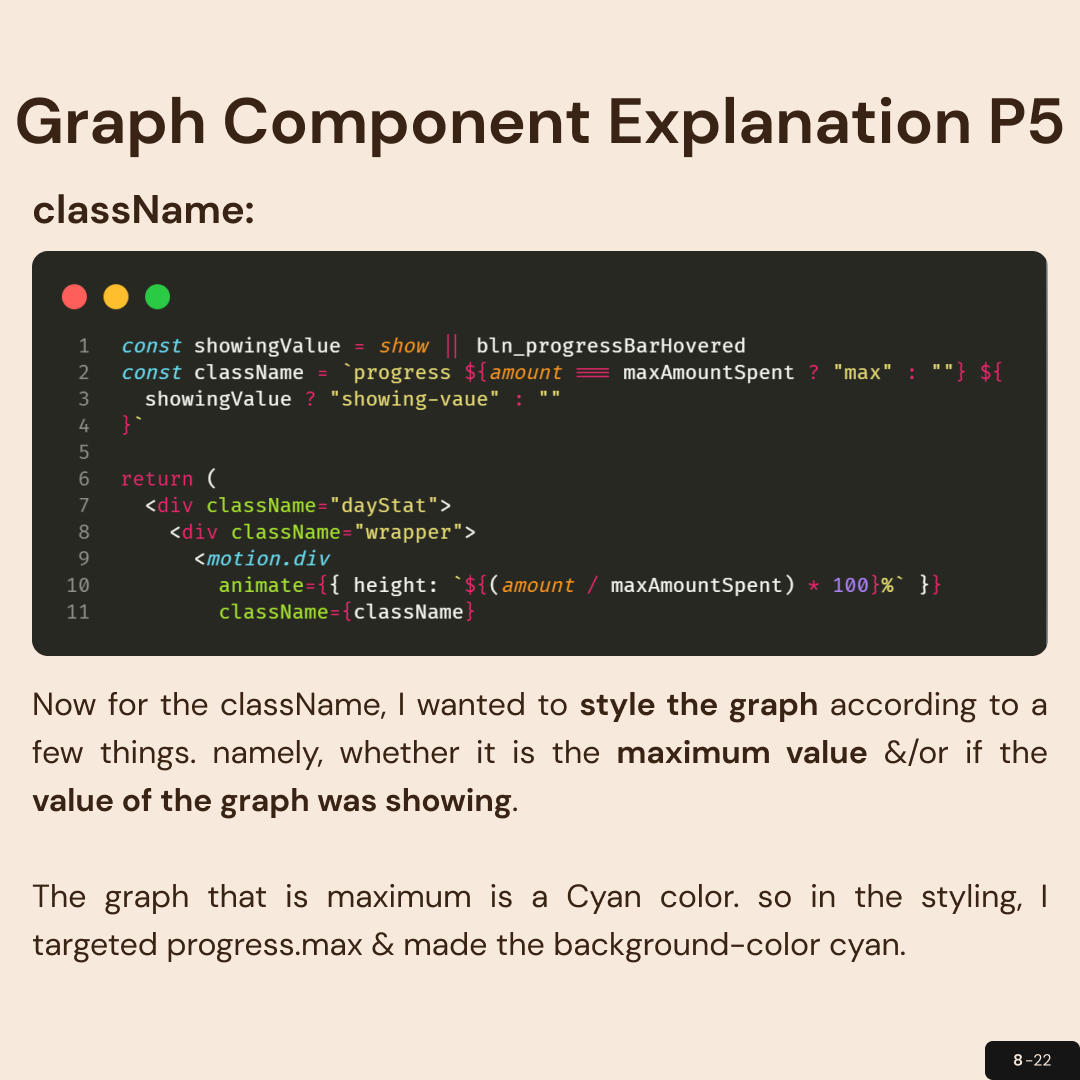 Graph Component Explanation P5
className:
1 const showingValue = show || bln_progressBarHovered
2 const className = `progress ${amount === maxAmountSpent ? "max" : ""} ${
3 showingValue ? "showing-vaue" : ""
4 }`
5
6 return (
7 <div className="dayStat">
8 <div className="wrapper">
9 <motion.div
10 animate={{ height: `${(amount / maxAmountSpent) * 100}%` }}
11 className={className}
Now for the className, I wanted to style the graph according to a
few things. namely, whether it is the maximum value &/or if the
value of the graph was showing.
The graph that is maximum is a Cyan color. so in the styling, I
targeted progress.max & made the background-color cyan.
8-22